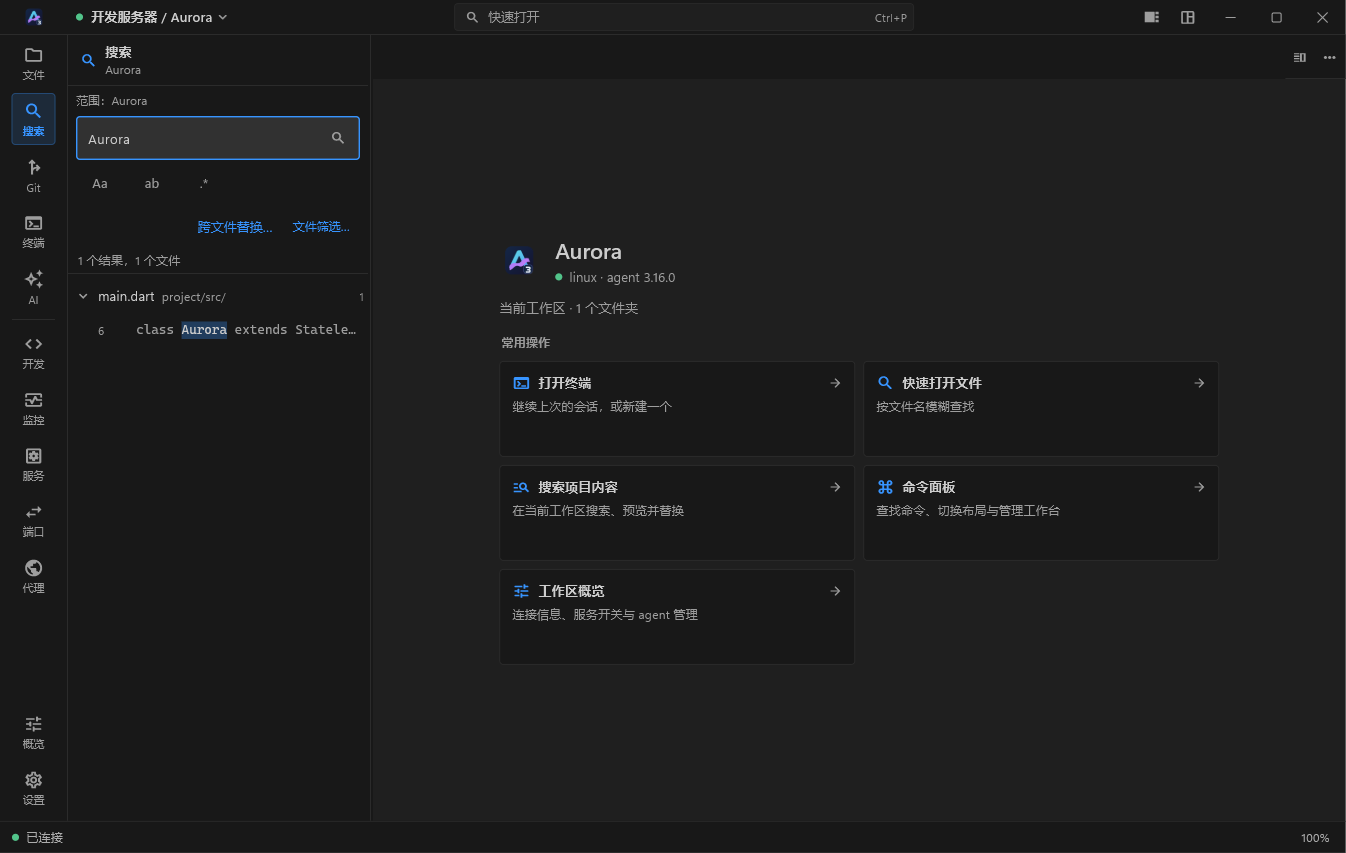 开发服务器 / Aurora
快速打开
Ctrl+P
文件
搜索
Git
终端
AI
开发
监控
服务
端口
代理
概览
设置
搜索
Aurora
范围: Aurora
Aurora
Aa ab .*
跨文件替换... 文件筛选...
1 个结果，1 个文件
main.dart project/src/ 1
6 class Aurora extends Statele…
Aurora
linux · agent 3.16.0
当前工作区 · 1 个文件夹
常用操作
打开终端
继续上次的会话，或新建一个
快速打开文件
按文件名模糊查找
搜索项目内容
在当前工作区搜索、预览并替换
命令面板
查找命令、切换布局与管理工作台
工作区概览
连接信息、服务开关与 agent 管理
已连接
100%